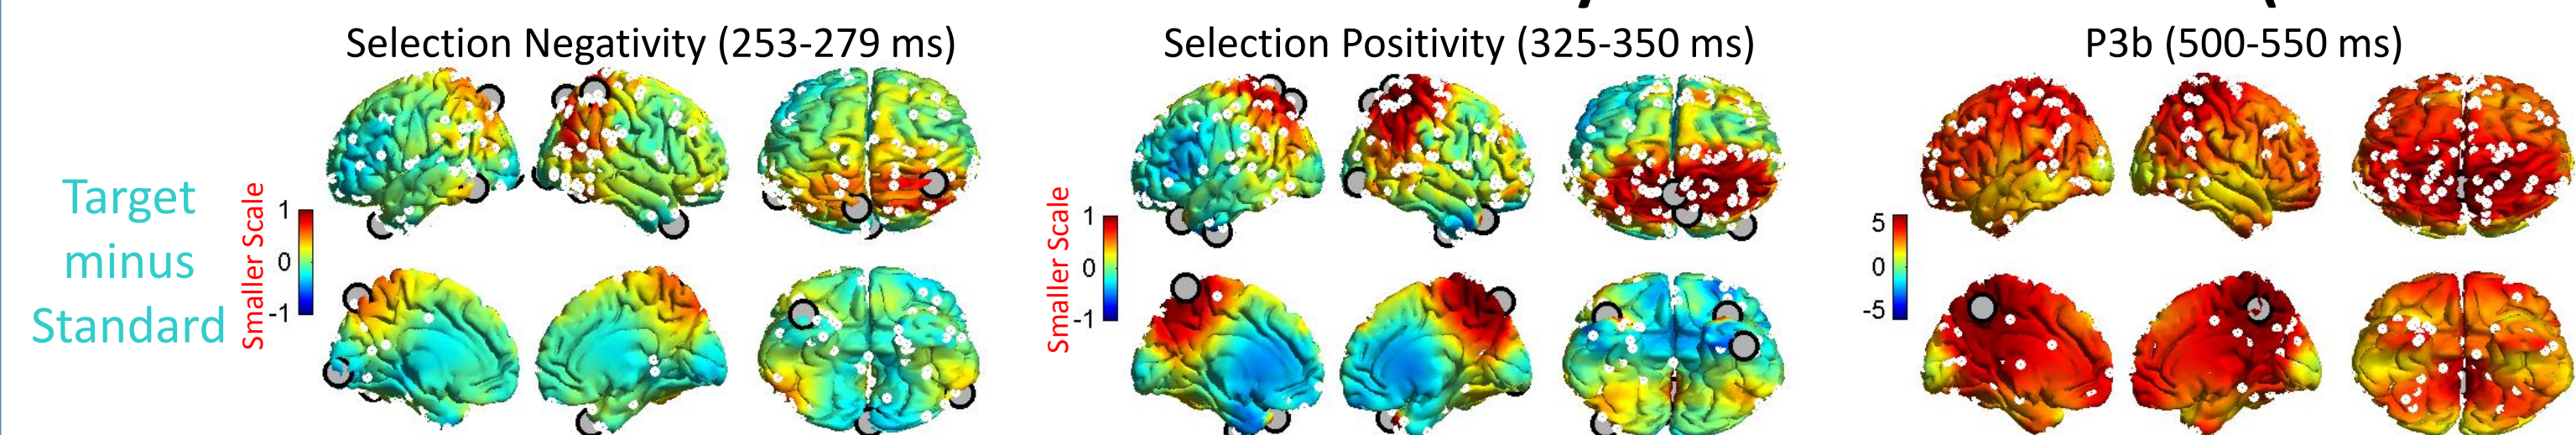 Selection Negativity (253-279 ms)
Selection Positivity (325-350 ms)
P3b (500-550 ms)
Target
minus
Standard
Smaller Scale
1
0
-1
Smaller Scale
1
0
-1
5
0
-5